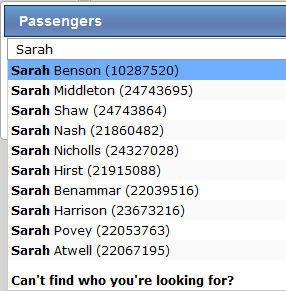 Passengers
Sarah
Sarah Benson (10287520)
Sarah Middleton (24743695)
Sarah Shaw (24743864)
Sarah Nash (21860482)
Sarah Nicholls (24327028)
Sarah Hirst (21915088)
Sarah Benammar (22039516)
Sarah Harrison (23673216)
Sarah Povey (22053763)
Sarah Atwell (22067195)
Can't find who you're looking for?